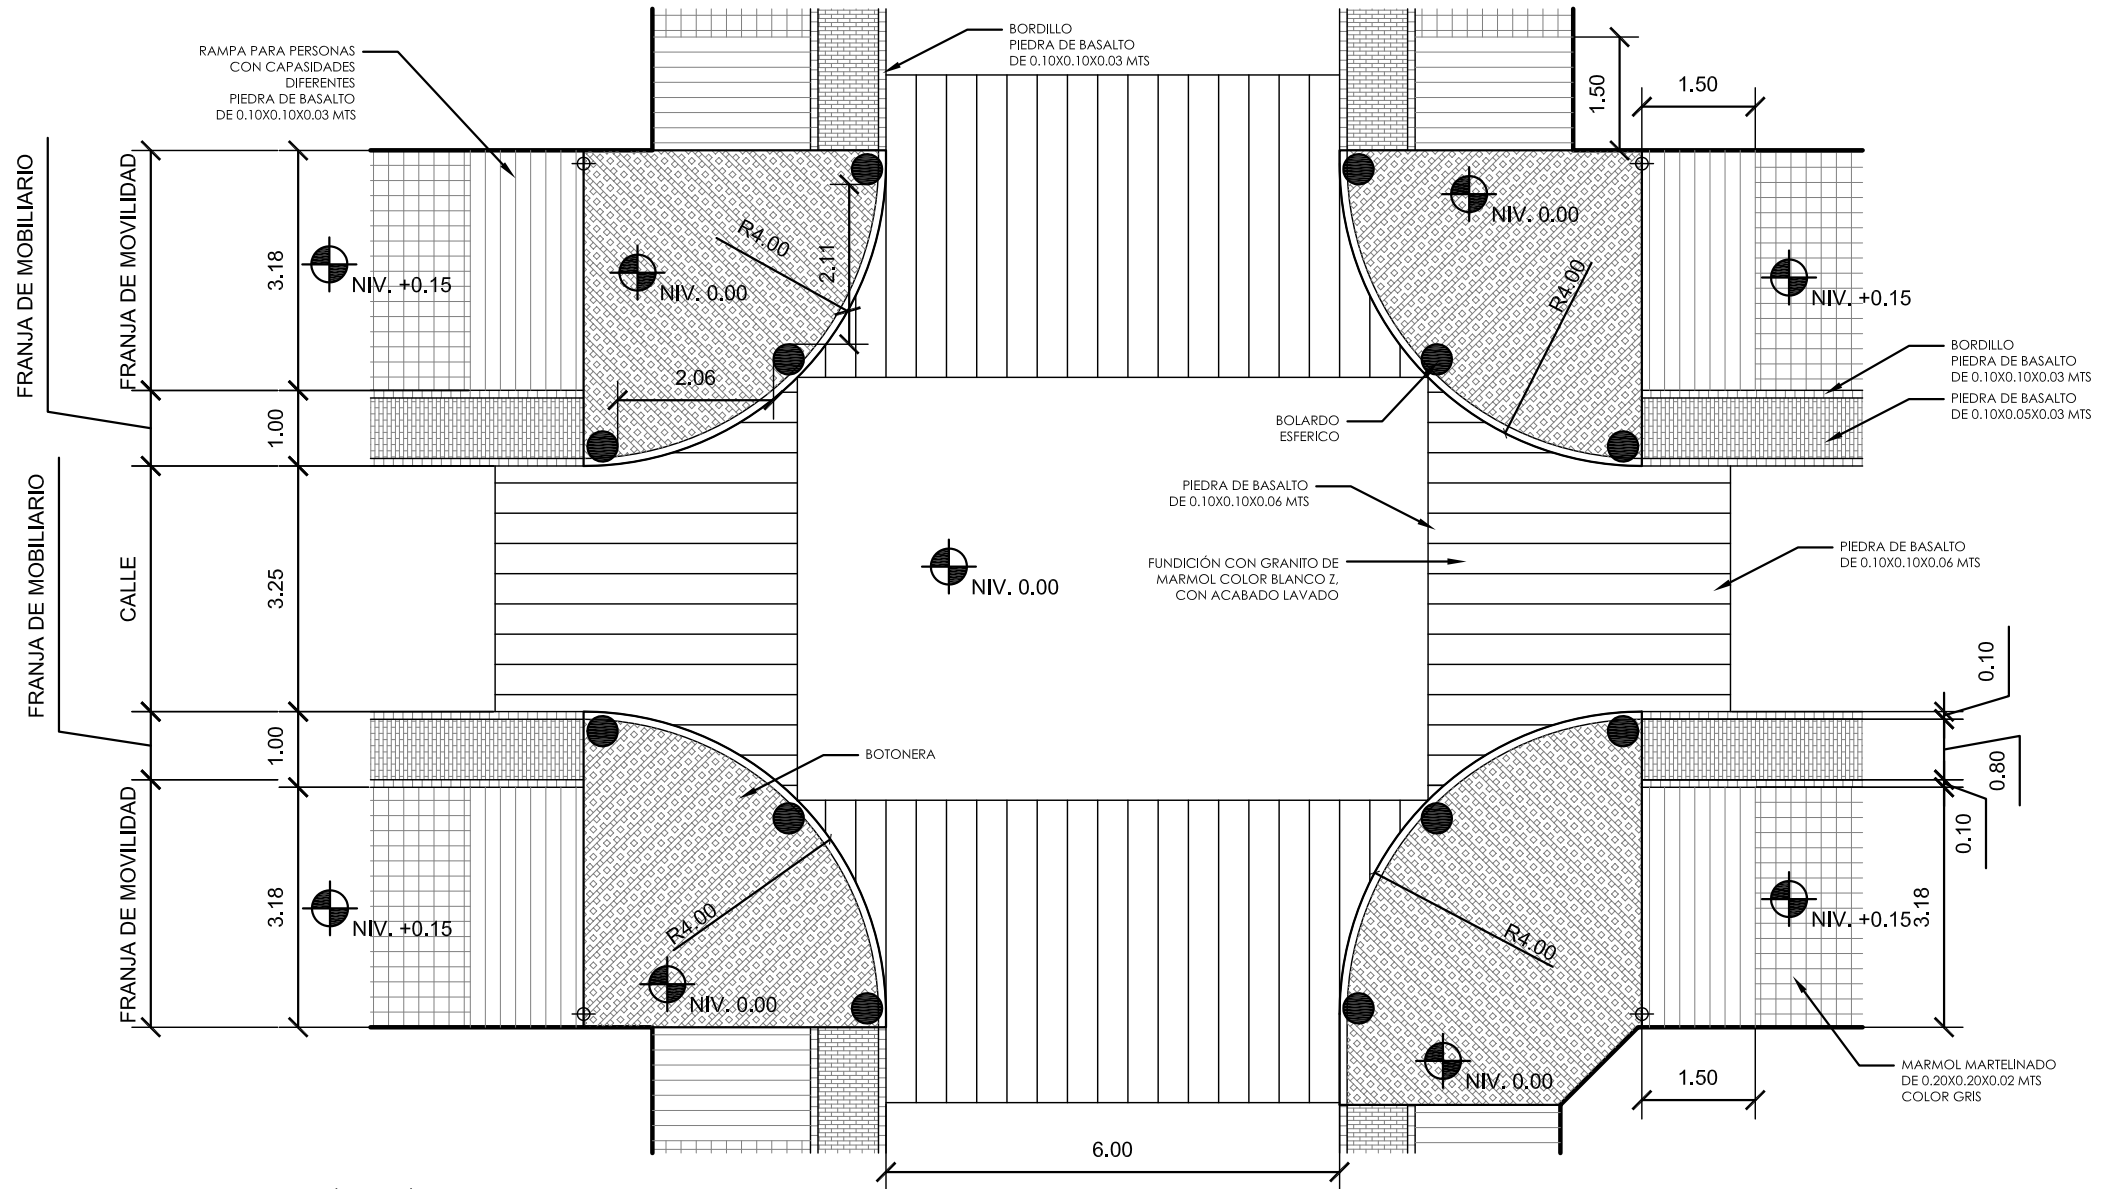 RAMPA PARA PERSONAS
CON CAPASIDADES
DIFERENTES
PIEDRA DE BASALTO
DE 0.10X0.10X0.03 MTS
BORDILLO
PIEDRA DE BASALTO
DE 0.10X0.10X0.03 MTS
1.50
1.50
FRANJA DE MOBILIARIO
FRANJA DE MOVILIDAD
3.18
NIV. +0.15
NIV. 0.00
R4.00
2.11
2.06
NIV. 0.00
R4.00
NIV. +0.15
BORDILLO
PIEDRA DE BASALTO
DE 0.10X0.10X0.03 MTS
PIEDRA DE BASALTO
DE 0.10X0.05X0.03 MTS
1.00
BOLARDO
ESFERICO
FRANJA DE MOBILIARIO
CALLE
3.25
NIV. 0.00
PIEDRA DE BASALTO
DE 0.10X0.10X0.06 MTS
FUNDICIÓN CON GRANITO DE
MARMOL COLOR BLANCO Z,
CON ACABADO LAVADO
PIEDRA DE BASALTO
DE 0.10X0.10X0.06 MTS
0.10
0.80
0.10
1.00
BOTONERA
FRANJA DE MOVILIDAD
3.18
NIV. +0.15
R4.00
NIV. 0.00
R4.00
NIV. 0.00
NIV. +0.15
3.18
1.50
MARMOL MARTELINADO
DE 0.20X0.20X0.02 MTS
COLOR GRIS
6.00